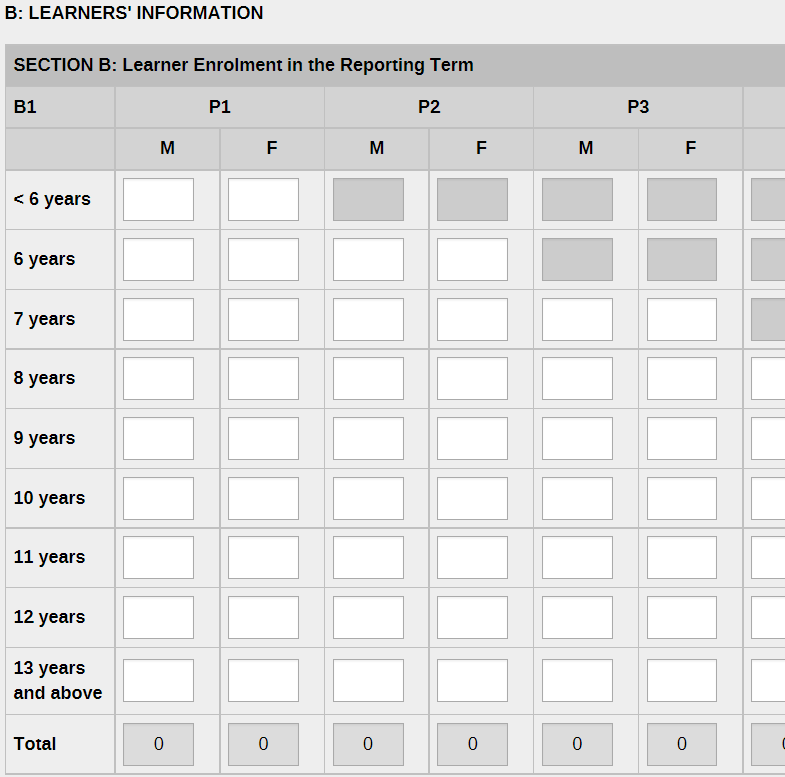 B: LEARNERS' INFORMATION
SECTION B: Learner Enrolment in the Reporting Term
B1 P1 P2 P3
M F M F M F
< 6 years
6 years
7 years
8 years
9 years
10 years
11 years
12 years
13 years
and above
Total 0 0 0 0 0 0